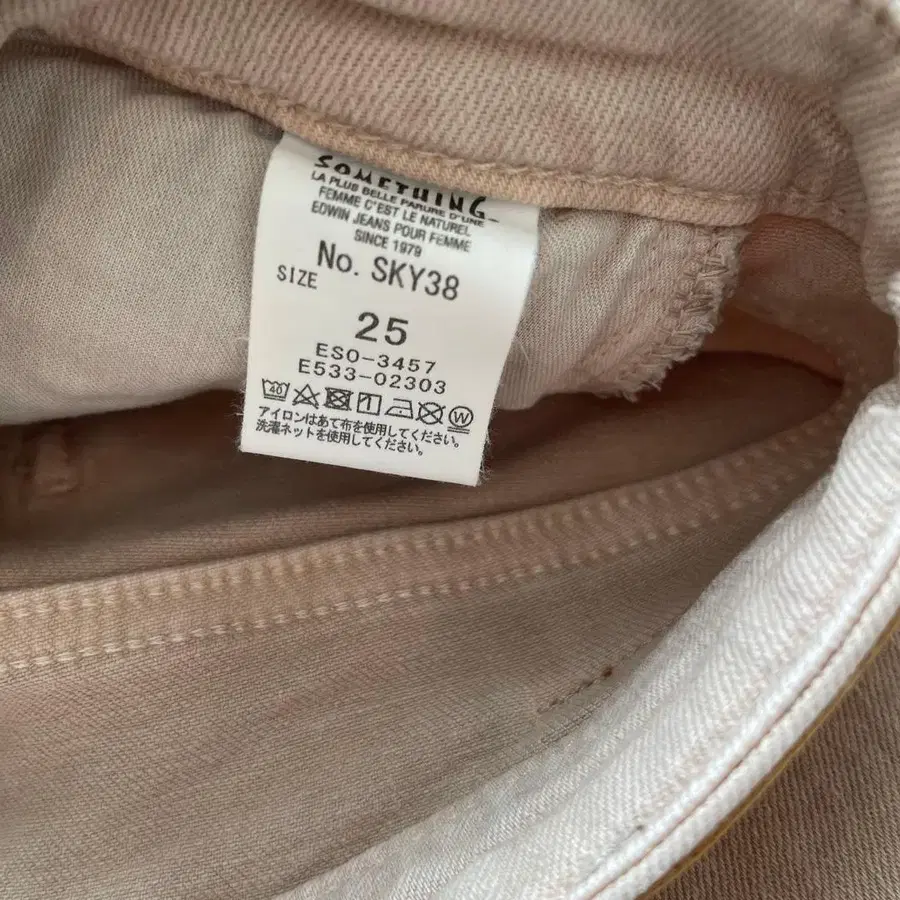 SOMETHING
LA PLUS BELLE PARURE D'UNE
FEMME C'EST LE NATUREL
EDWIN JEANS POUR FEMME
SINCE 1979
No. SKY38
SIZE
25
ESO-3457
E533-02303
40 W
アイロンはあて布を使用してください。
洗濯ネットを使用してください。